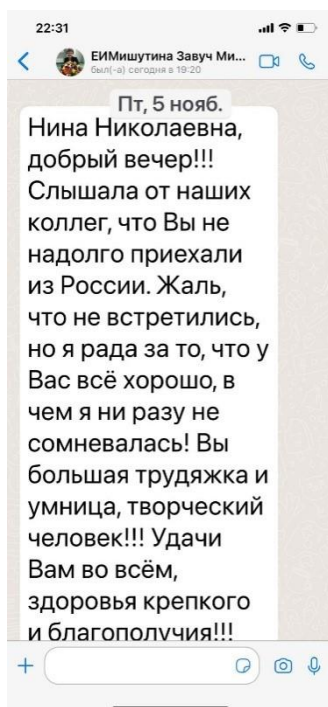 22:31
ЕИМишутина Завуч Ми...
был(-а) сегодня в 19:20
Пт, 5 нояб.
Нина Николаевна,
добрый вечер!!!
Слышала от наших
коллег, что Вы не
надолго приехали
из России. Жаль,
что не встретились,
но я рада за то, что у
Вас всё хорошо, в
чем я ни разу не
сомневалась! Вы
большая трудяжка и
умница, творческий
человек!!! Удачи
Вам во всём,
здоровья крепкого
и благополучия!!!